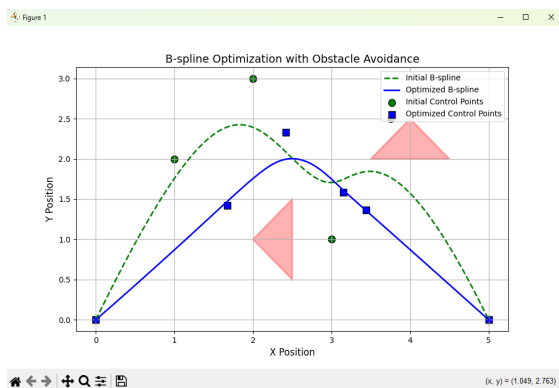 Figure 1
B-spline Optimization with Obstacle Avoidance
Initial B-spline
Optimized B-spline
Initial Control Points
Optimized Control Points
Y Position
3.0
2.5
2.0
1.5
1.0
0.5
0.0
0 1 2 3 4 5
X Position
(x, y) = (1.049, 2.763)